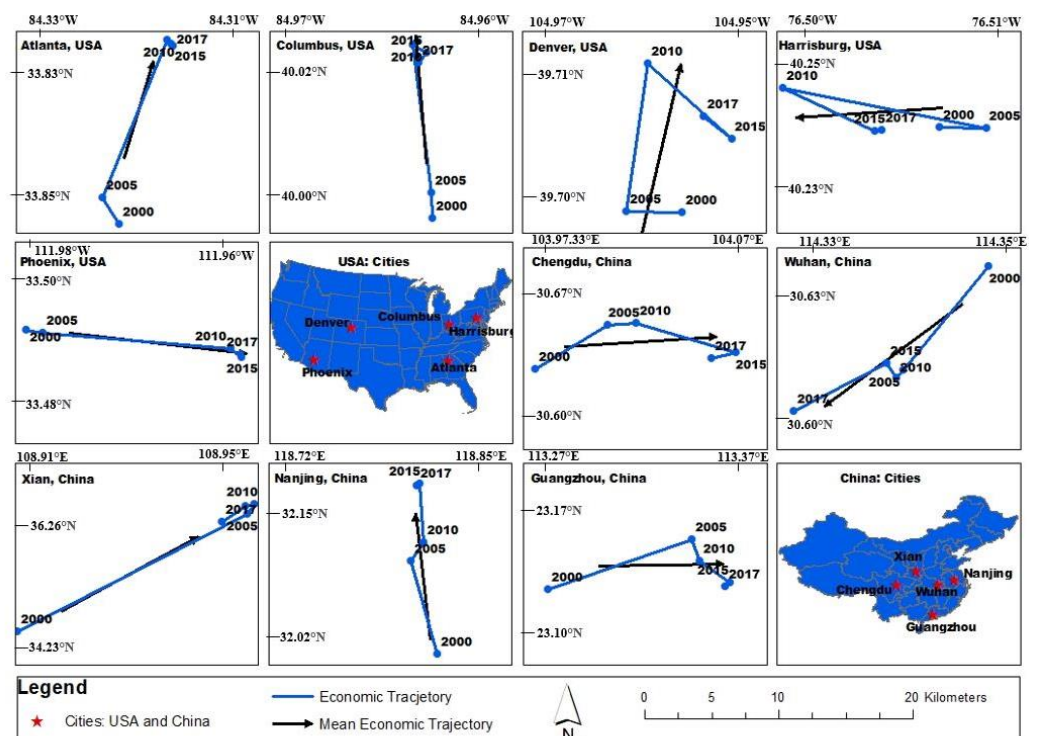 84.33°W 84.31°W 84.97°W 84.96°W 104.97°W 104.95°W 76.50°W 76.51°W
Atlanta, USA
2017
2010
2015
33.83°N
2005
33.85°N
2000
Columbus, USA
2015
2017
2010
40.02°N
2005
40.00°N
2000
Denver, USA
2010
39.71°N
2017
2015
39.70°N
2005
2000
Harrisburg, USA
40.25°N
2010
2015
2017
2000
2005
40.23°N
111.98°W
111.96°W
Phoenix, USA
33.50°N
2005
2000
2010
2017
2015
33.48°N
USA: Cities
Denver
Columbus
Harrisburg
Phoenix
Atlanta
103.97.33°E 104.07°E
Chengdu, China
30.67°N
2005
2010
2000
2017
2015
30.60°N
114.33°E 114.35°E
Wuhan, China
2000
30.63°N
2015
2010
2005
2017
30.60°N
108.91°E 108.95°E
Xian, China
2010
2017
36.26°N
2005
2000
34.23°N
118.72°E 118.85°E
Nanjing, China
2015
2017
32.15°N
2010
2005
32.02°N
2000
113.27°E 113.37°E
Guangzhou, China
23.17°N
2005
2010
2015
2017
2000
23.10°N
China: Cities
Xian
Nanjing
Chengdu
Wuhan
Guangzhou
Legend
Economic Tracjetory
Cities: USA and China
Mean Economic Trajectory
N
0 5 10 20 Kilometers